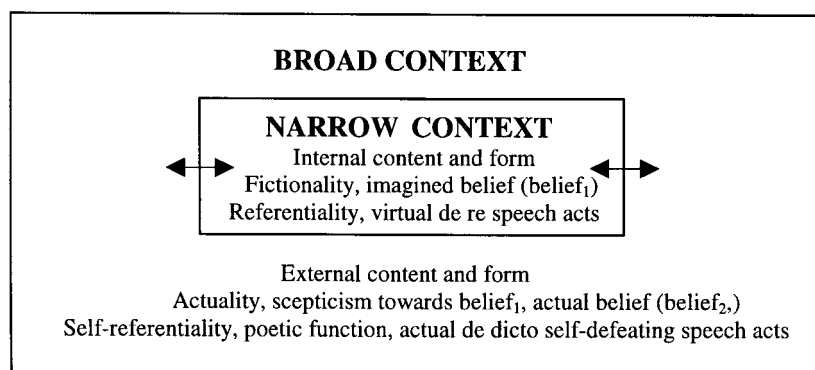 BROAD CONTEXT
NARROW CONTEXT
Internal content and form
Fictionality, imagined belief (belief₁)
Referentiality, virtual de re speech acts
External content and form
Actuality, scepticism towards belief₁, actual belief (belief₂,)
Self-referentiality, poetic function, actual de dicto self-defeating speech acts